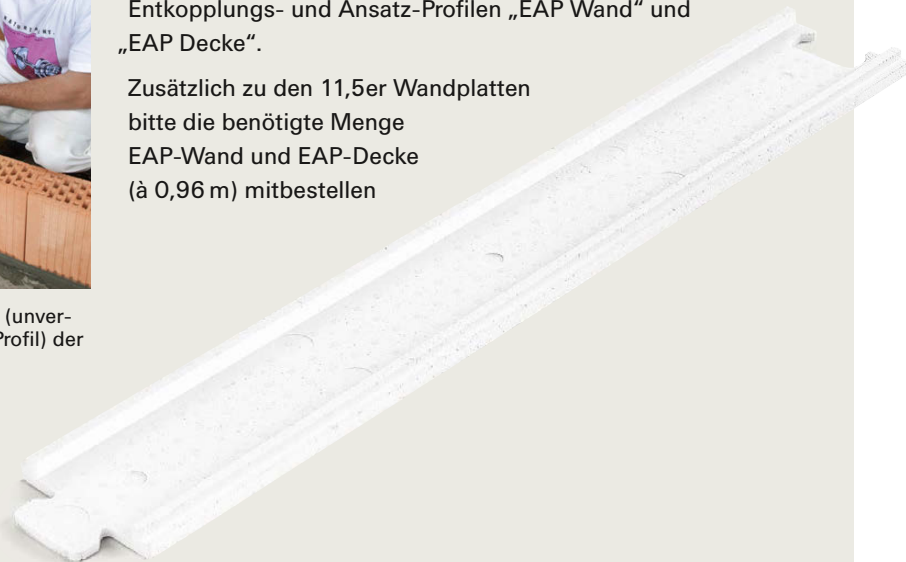 Entkopplungs- und Ansatz-Profilen „EAP Wand“ und
„EAP Decke“.
Zusätzlich zu den 11,5er Wandplatten
bitte die benötigte Menge
EAP-Wand und EAP-Decke
(à 0,96 m) mitbestellen
(unver-
Profil) der